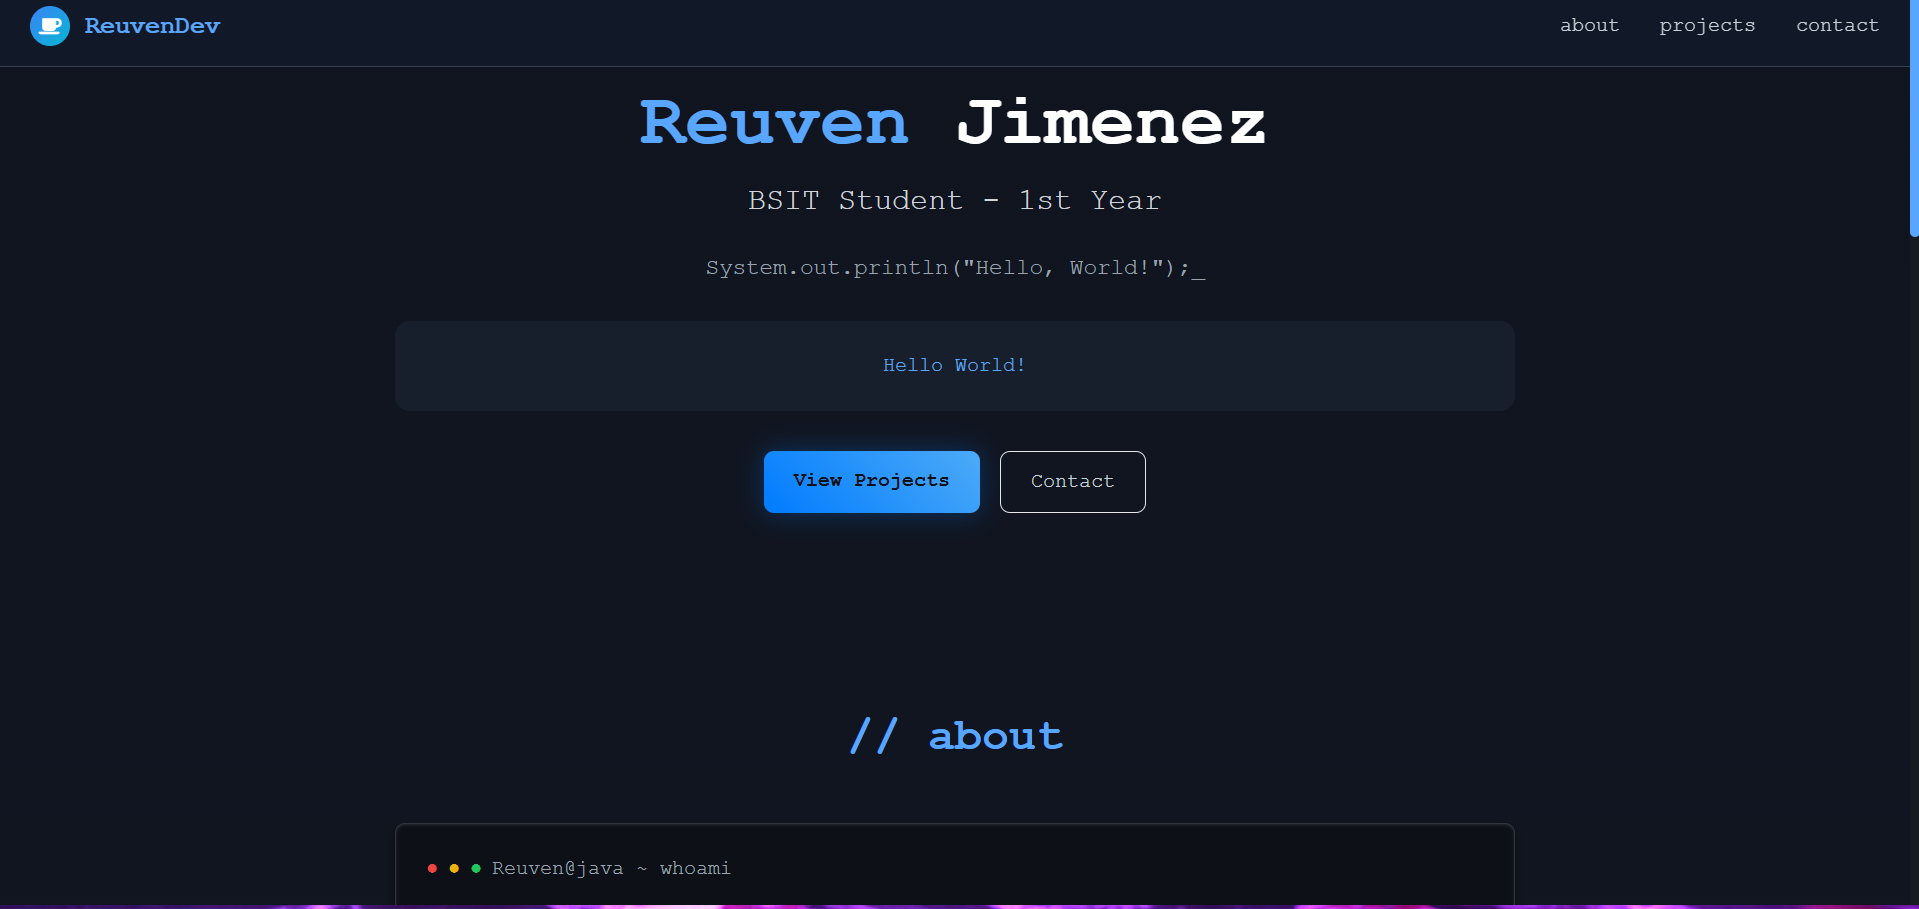 ReuvenDev
about projects contact
Reuven Jimenez
BSIT Student - 1st Year
System.out.println("Hello, World!");_
Hello World!
View Projects
Contact
// about
Reuven@java ~ whoami